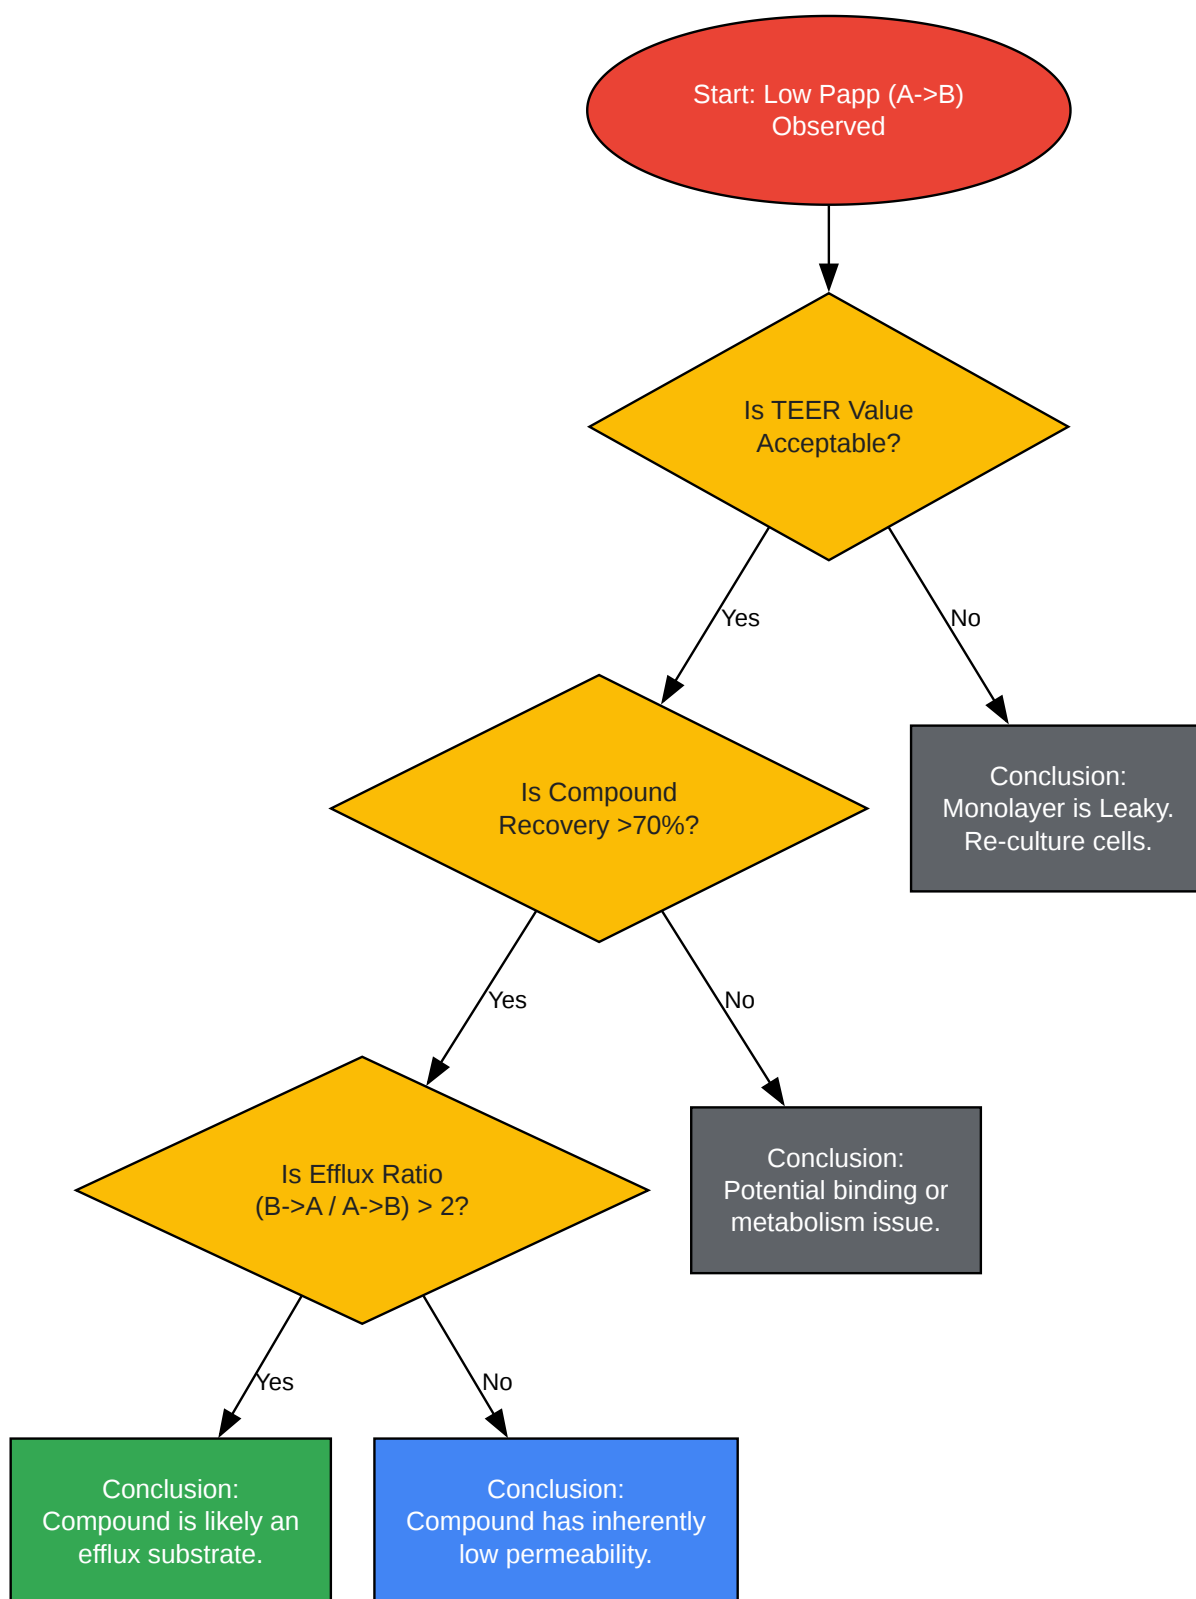 Start: Low Papp (A->B)
Observed
Is TEER Value
Acceptable?
Yes
No
Is Compound
Recovery >70%?
Conclusion:
Monolayer is Leaky.
Re-culture cells.
Yes
No
Is Efflux Ratio
(B->A / A->B) > 2?
Conclusion:
Potential binding or
metabolism issue.
Yes
No
Conclusion:
Compound is likely an
efflux substrate.
Conclusion:
Compound has inherently
low permeability.